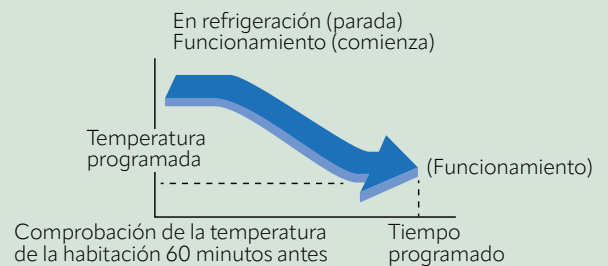 En refrigeración (parada)
Funcionamiento (comienza)
Temperatura
programada
(Funcionamiento)
Comprobación de la temperatura
de la habitación 60 minutos antes
Tiempo
programado